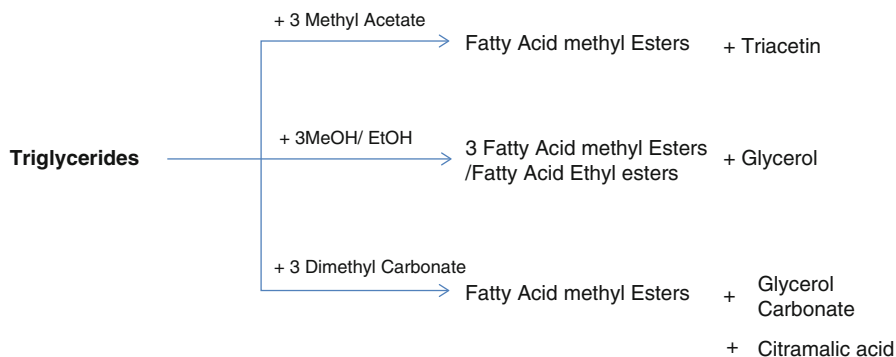 + 3 Methyl Acetate
Fatty Acid methyl Esters + Triacetin
+ 3MeOH/ EtOH
Triglycerides
3 Fatty Acid methyl Esters
/Fatty Acid Ethyl esters
+ Glycerol
+ 3 Dimethyl Carbonate
Fatty Acid methyl Esters + Glycerol
Carbonate
+ Citramalic acid